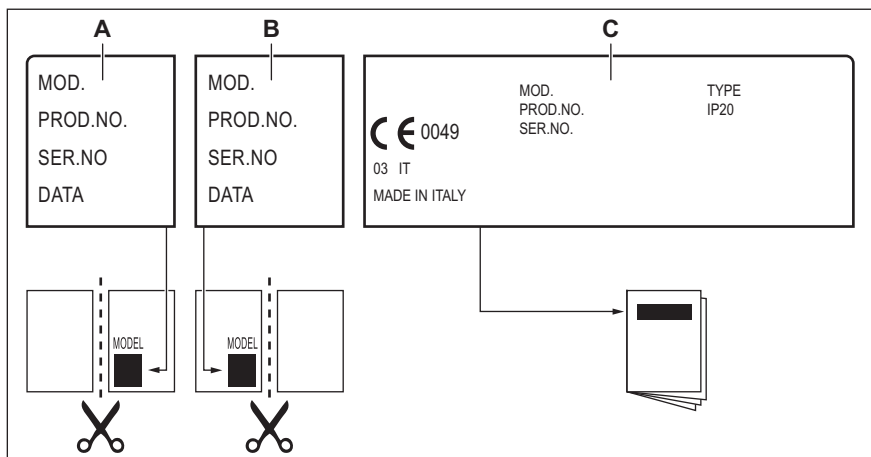 A
B
C
MOD.
PROD.NO.
SER.NO
DATA
MOD.
PROD.NO.
SER.NO
DATA
MOD.
PROD.NO.
SER.NO.
TYPE
IP20
CE 0049
03 IT
MADE IN ITALY
MODEL
MODEL